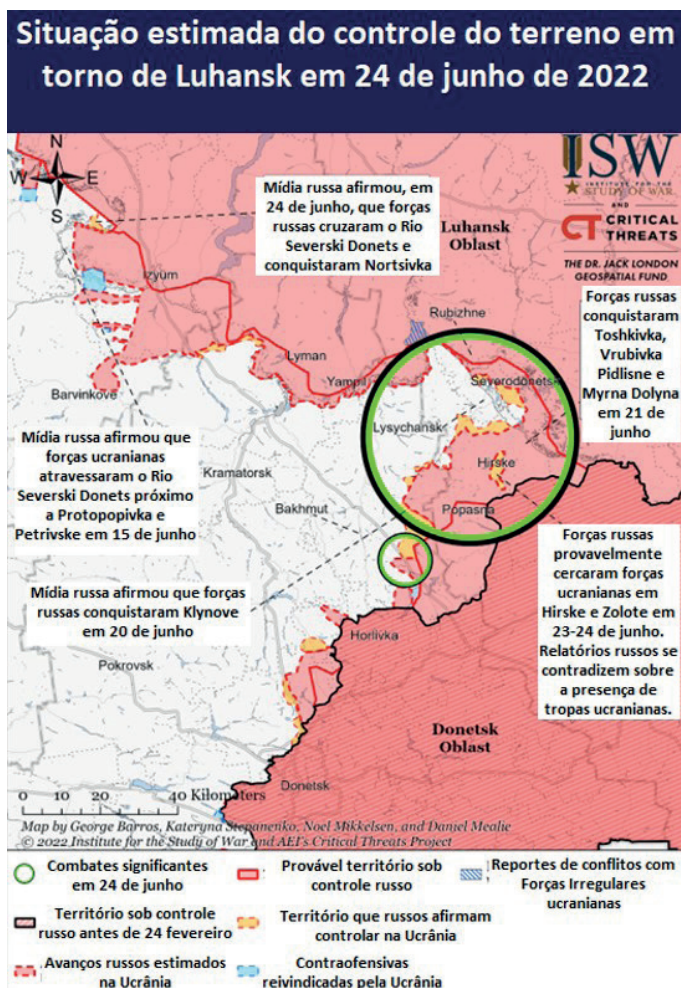 Situação estimada do controle do terreno em
torno de Luhansk em 24 de junho de 2022
N
W
E
S
ISW
INSTITUTE FOR THE
STUDY OF WAR
AND
CT CRITICAL
THREATS
THE DR. JACK LONDON
GEOSPATIAL FUND
Mídia russa afirmou, em
24 de junho, que forças
russas cruzaram o Rio
Severski Donets e
conquistaram Nortsivka
Luhansk
Oblast
Izyum
Rubizhne
Forças russas
conquistaram
Toshkivka,
Vrubivka
Pidlisne e
Myrna Dolyna
em 21 de
junho
Lyman
Yampil
Severodonetsk
Barvinkove
Lysychansk
Mídia russa afirmou que
forças ucranianas
atravessaram o Rio
Severski Donets próximo
a Protopopivka e
Petrivske em 15 de junho
Kramatorsk
Hirske
Bakhmut
Popasna
Forças russas
provavelmente
cercaram forças
ucranianas em
Hirske e Zolote em
23-24 de junho.
Relatórios russos se
contradizem sobre
a presença de
tropas ucranianas.
Mídia russa afirmou que forças
russas conquistaram Klynove
em 20 de junho
Horlivka
Pokrovsk
Donetsk
Oblast
Donetsk
0 10 20 40 Kilometers
Map by George Barros, Kateryna Stepanenko, Noel Mikkelsen, and Daniel Mealie
© 2022 Institute for the Study of War and AEI's Critical Threats Project
Combates significantes
em 24 de junho
Provável território sob
controle russo
Reportes de conflitos com
Forças Irregulares
ucranianas
Território sob controle
russo antes de 24 fevereiro
Território que russos afirmam
controlar na Ucrânia
Avanços russos estimados
na Ucrânia
Contraofensivas
reivindicadas pela Ucrânia